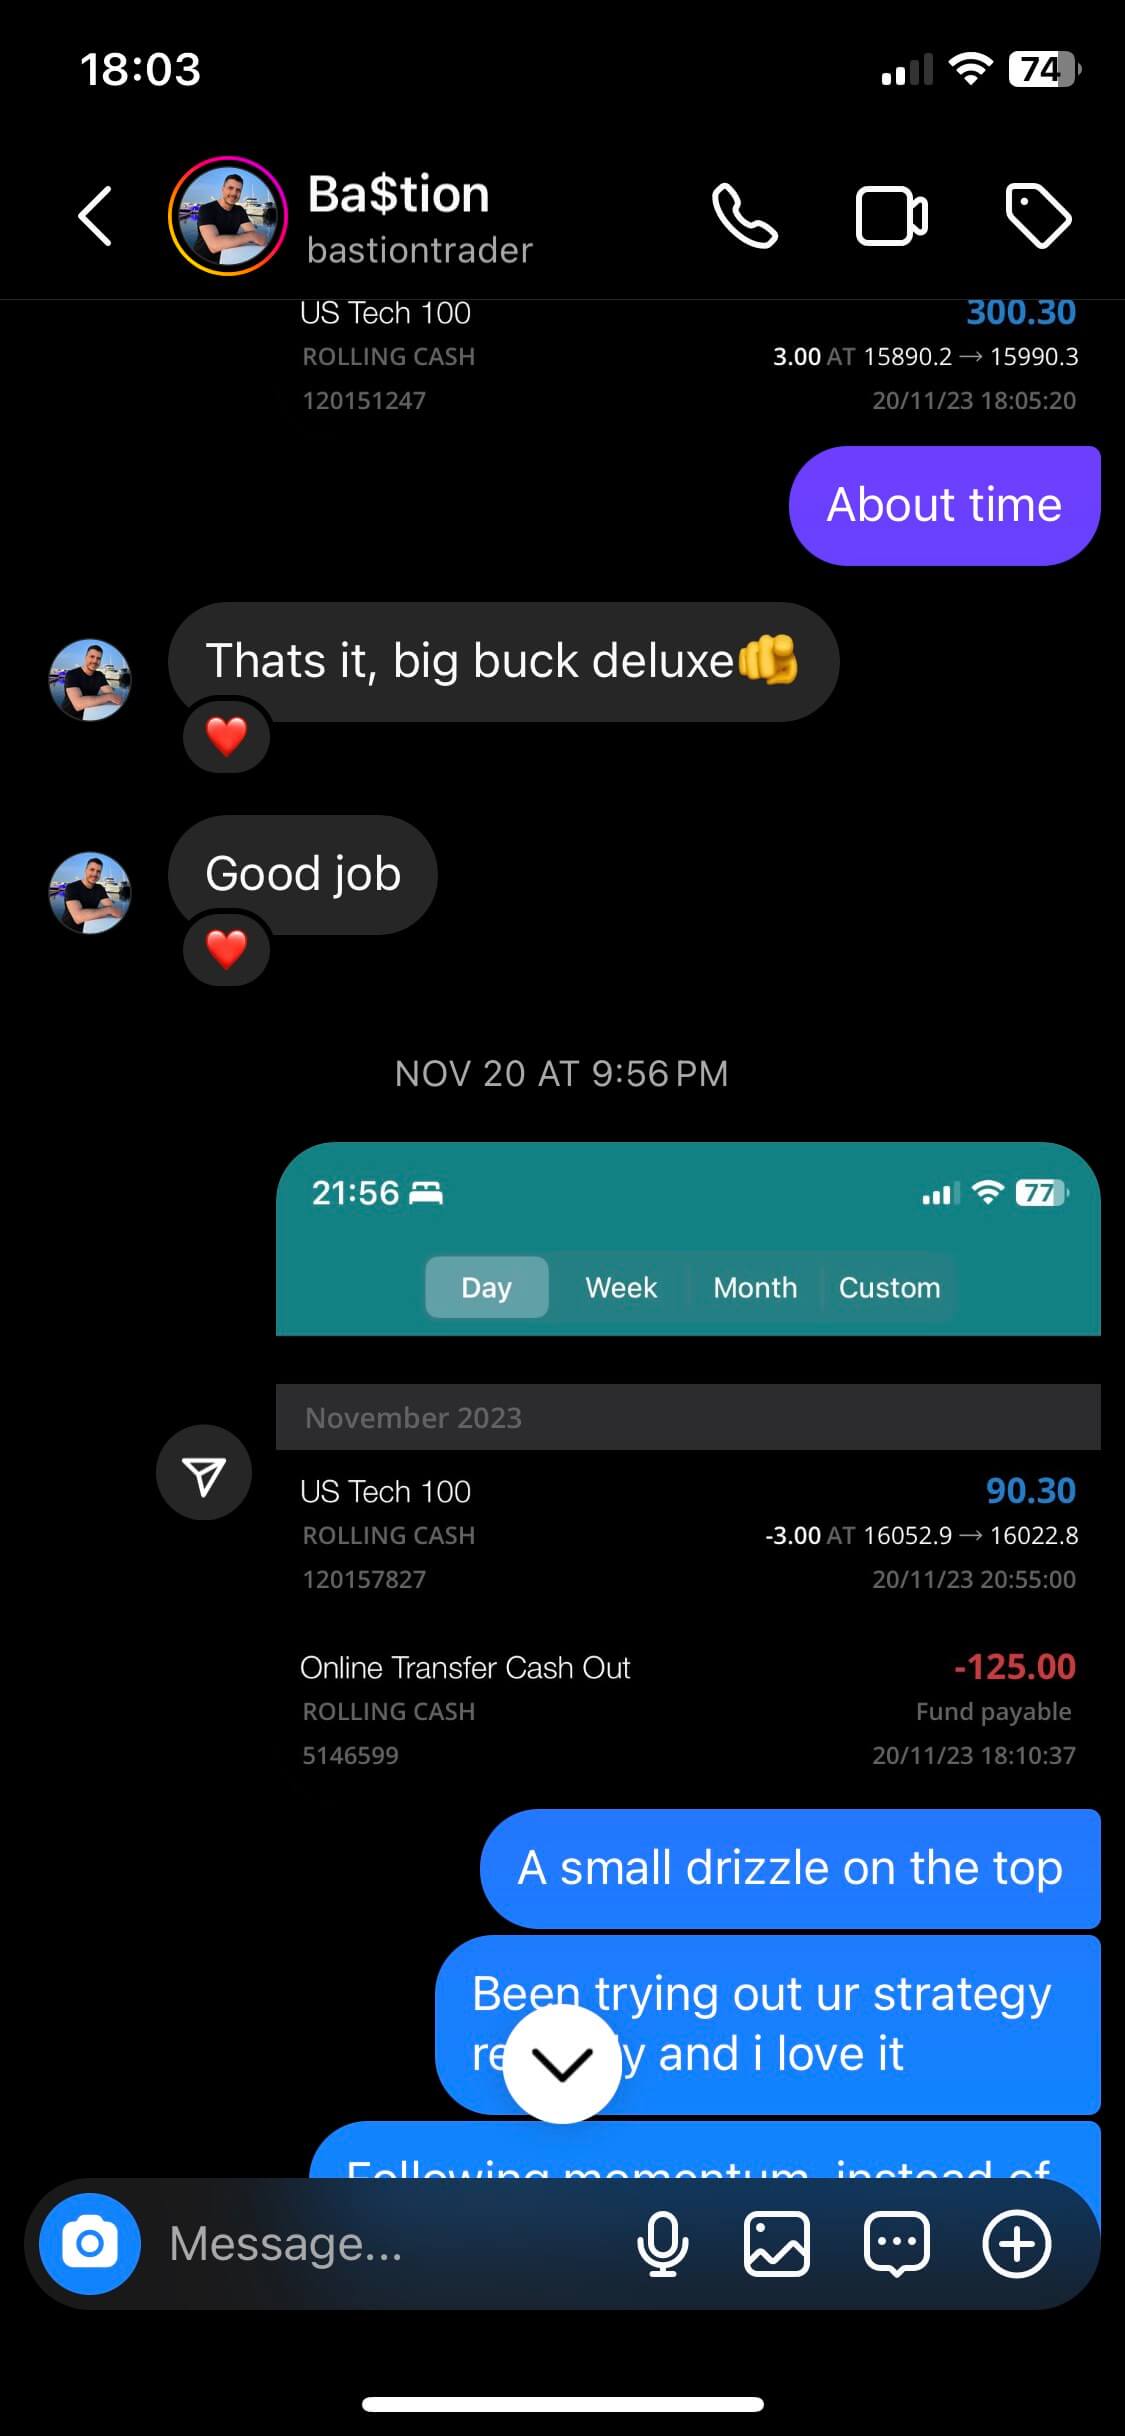 18:03
74
Ba$tion
bastiontrader
US Tech 100 300.30
ROLLING CASH 3.00 AT 15890.2 → 15990.3
120151247 20/11/23 18:05:20
About time
Thats it, big buck deluxe🫵
❤️
Good job
❤️
NOV 20 AT 9:56 PM
21:56 77
Day Week Month Custom
November 2023
US Tech 100 90.30
ROLLING CASH -3.00 AT 16052.9 → 16022.8
120157827 20/11/23 20:55:00
Online Transfer Cash Out -125.00
ROLLING CASH Fund payable
5146599 20/11/23 18:10:37
A small drizzle on the top
Been trying out ur strategy
and i love it
Following momentum, instead of
Message...